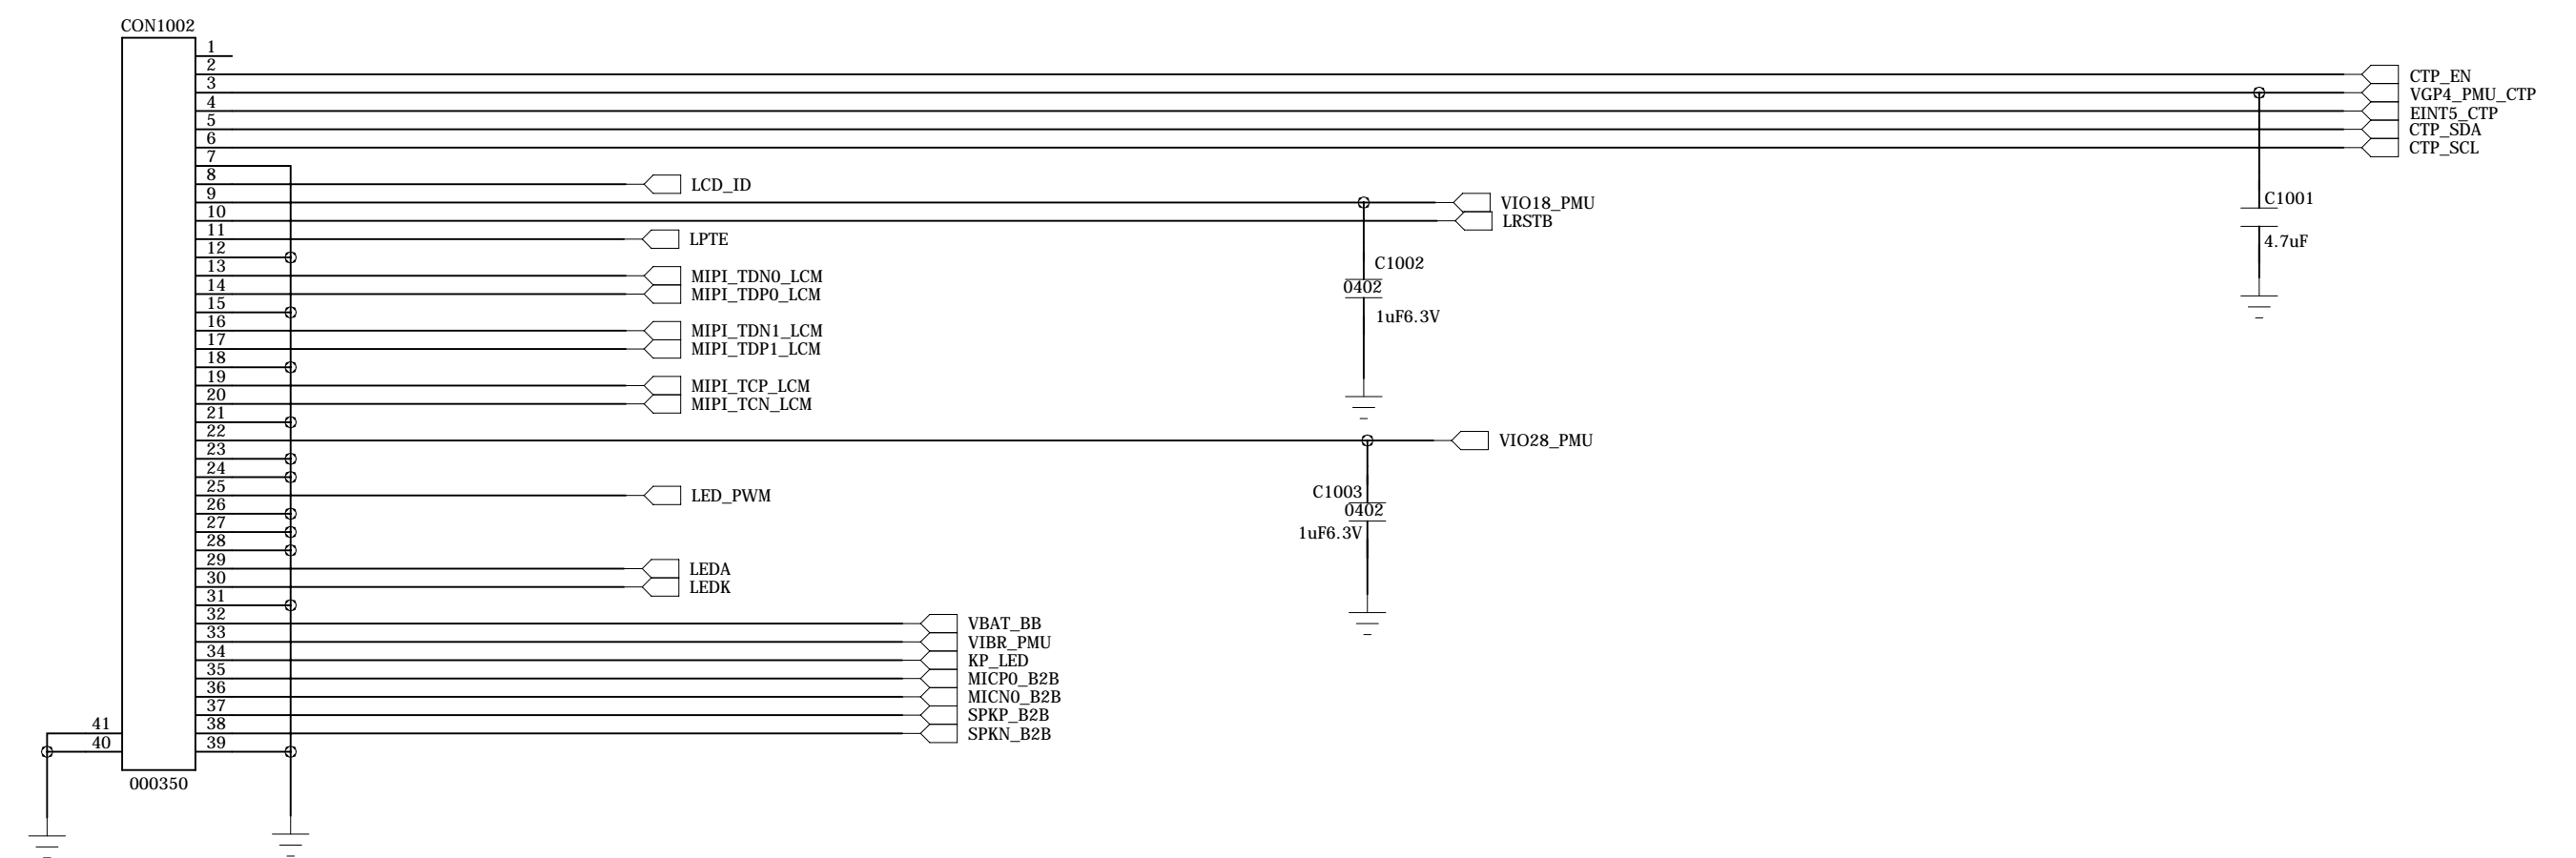 CON1002
1
2
CTP_EN
3
VGP4_PMU_CTP
4
EINT5_CTP
5
CTP_SDA
6
CTP_SCL
7
8
LCD_ID
9
VIO18_PMU
10
LRSTB
11
LPTE
12
13
MIPI_TDN0_LCM
14
MIPI_TDP0_LCM
15
16
MIPI_TDN1_LCM
17
MIPI_TDP1_LCM
18
19
MIPI_TCP_LCM
20
MIPI_TCN_LCM
21
22
VIO28_PMU
23
24
25
LED_PWM
26
27
28
29
LEDA
30
LEDK
31
32
VBAT_BB
33
VIBR_PMU
34
KP_LED
35
MICP0_B2B
36
MICN0_B2B
37
SPKP_B2B
38
SPKN_B2B
39
41
40
000350
C1002
0402
1uF6.3V
C1003
0402
1uF6.3V
C1001
4.7uF